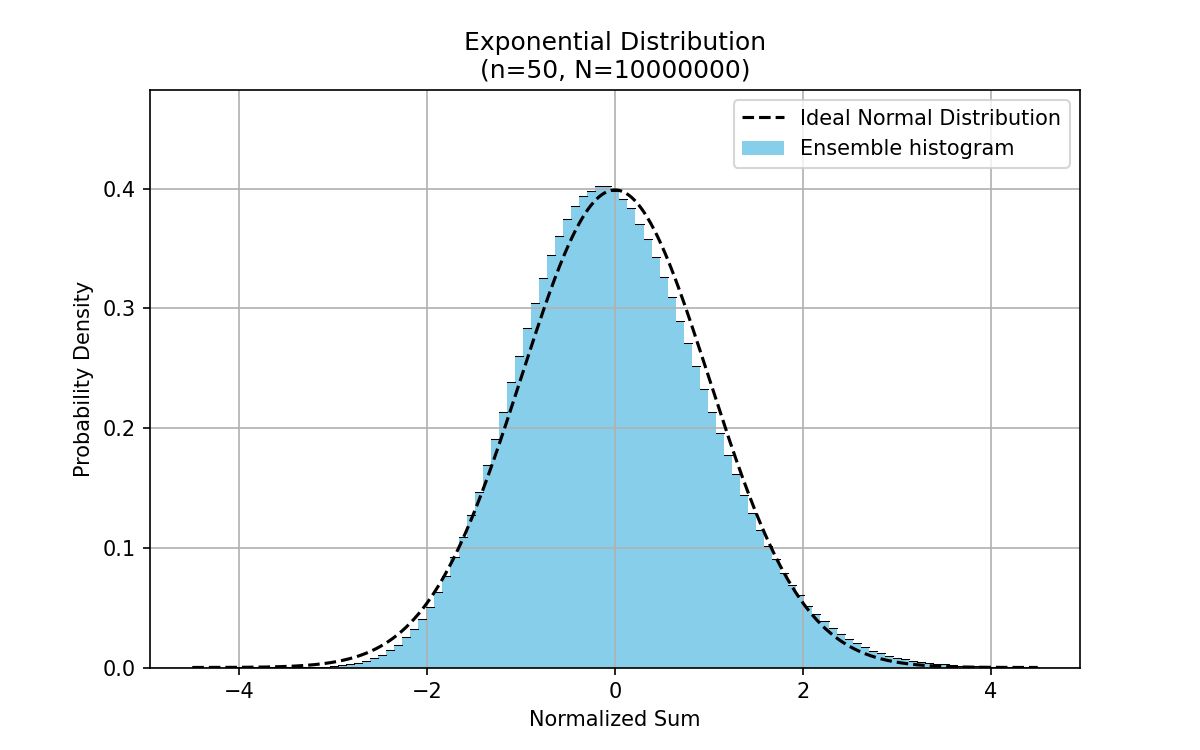 Exponential Distribution
(n=50, N=10000000)
Ideal Normal Distribution
Ensemble histogram
Probability Density
0.4
0.3
0.2
0.1
0.0
−4
−2
0
2
4
Normalized Sum